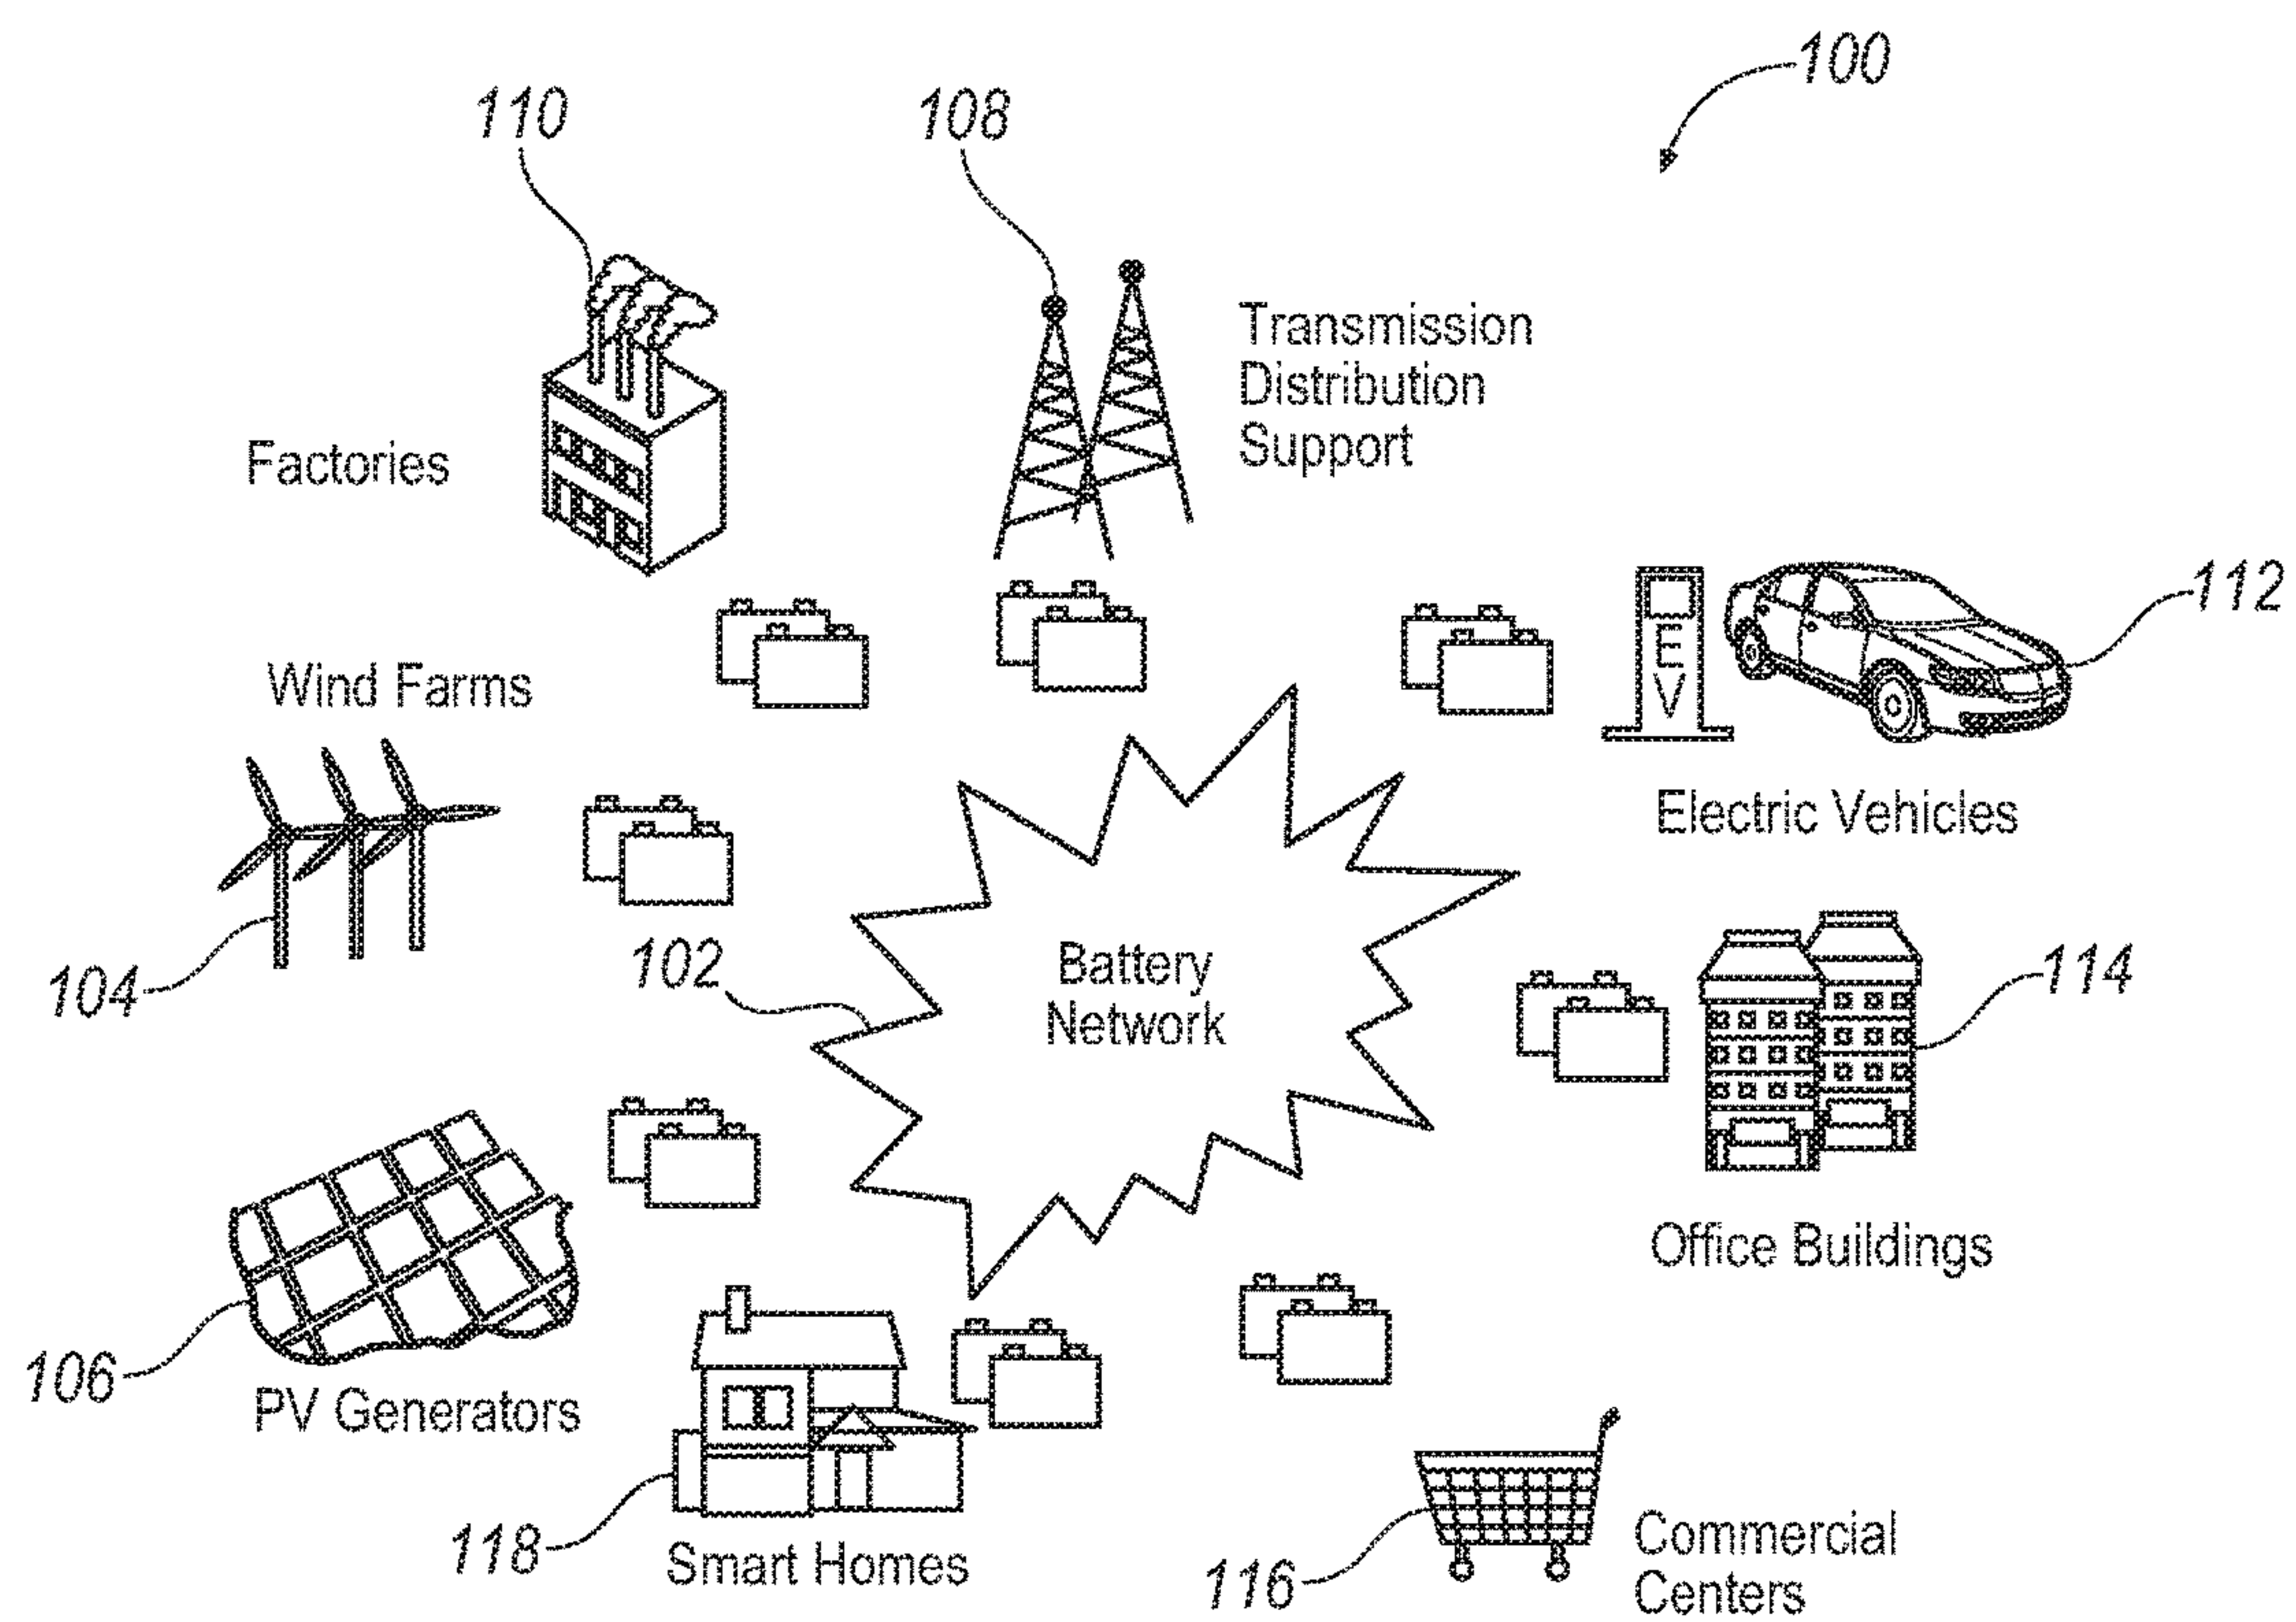 100
110
108
Transmission
Distribution
Support
Factories
112
E
V
Wind Farms
Electric Vehicles
102
Battery
Network
104
114
Office Buildings
106
PV Generators
118
Smart Homes
116
Commercial
Centers